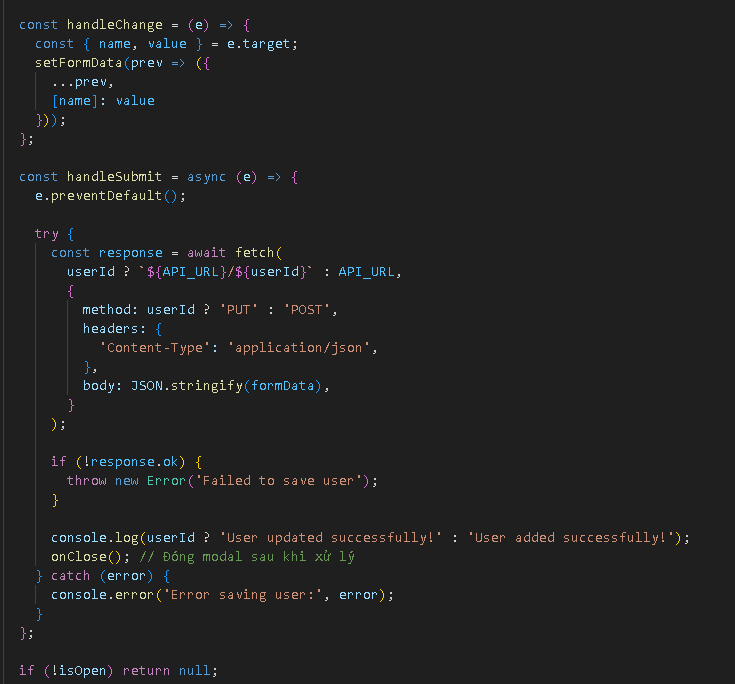 const handleChange = (e) => {
  const { name, value } = e.target;
  setFormData(prev => ({
    ...prev,
    [name]: value
  }));
};

const handleSubmit = async (e) => {
  e.preventDefault();

  try {
    const response = await fetch(
      userId ? `${API_URL}/${userId}` : API_URL,
      {
        method: userId ? 'PUT' : 'POST',
        headers: {
          'Content-Type': 'application/json',
        },
        body: JSON.stringify(formData),
      }
    );

    if (!response.ok) {
      throw new Error('Failed to save user');
    }

    console.log(userId ? 'User updated successfully!' : 'User added successfully!');
    onClose(); // Đóng modal sau khi xử lý
  } catch (error) {
    console.error('Error saving user:', error);
  }
};

if (!isOpen) return null;